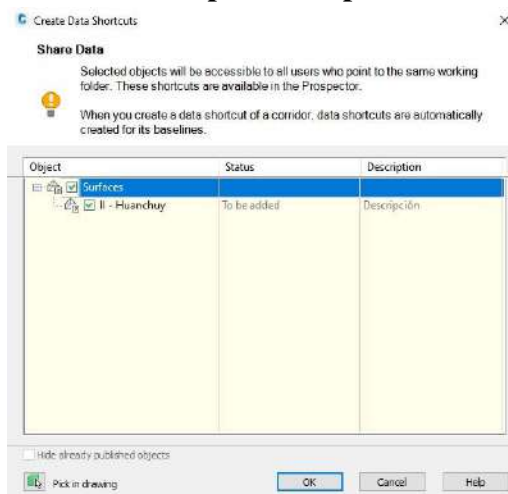 Create Data Shortcuts
Share Data
Selected objects will be accessible to all users who point to the same working
folder. These shortcuts are available in the Prospector.
When you create a data shortcut of a corridor, data shortcuts are automatically
created for its baselines.
Object Status Description
Surfaces
II - Huanchuy To be added Descripción
Hide already published objects
Pick in drawing OK Cancel Help